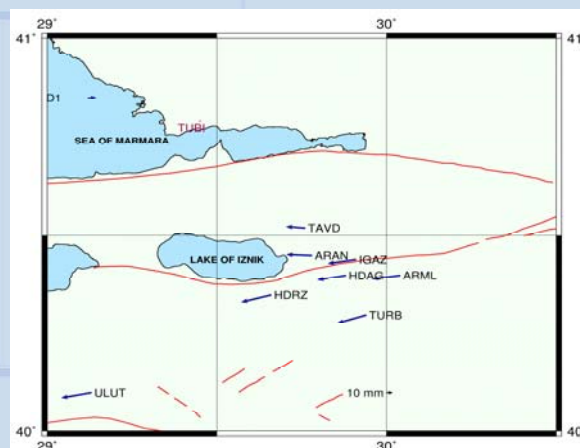 29° 30°
41° 41
D1
TUBI
SEA OF MARMARA
TAVD
LAKE OF IZNIK
ARAN
IGAZ
HDAG
ARML
HDRZ
TURB
ULUT
10 mm
40° 40
29° 30°